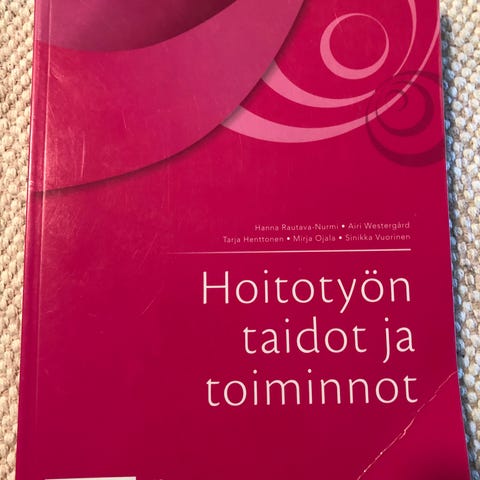 Hanna Rautava-Nurmi • Airi Westergård
Tarja Henttonen • Mirja Ojala • Sinikka Vuorinen
Hoitotyön
taidot ja
toiminnot